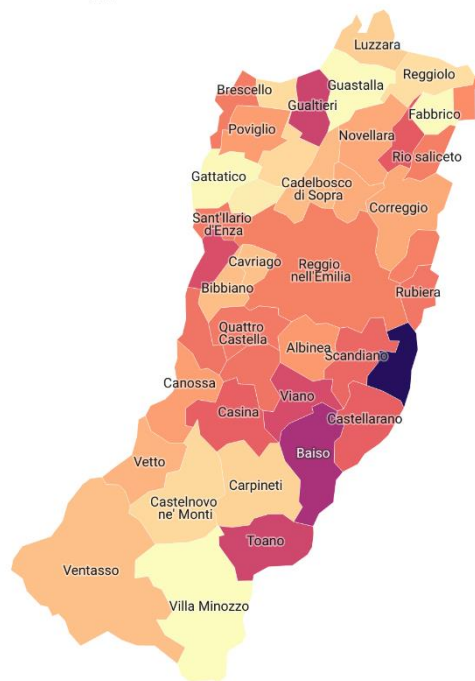 Luzzara
Reggiolo
Guastalla
Brescello
Gualtieri
Fabbrico
Poviglio
Novellara
Rio saliceto
Gattatico
Cadelbosco
di Sopra
Correggio
Sant'Ilario
d'Enza
Cavriago
Reggio
nell'Emilia
Bibbiano
Rubiera
Quattro
Castella
Albinea
Scandiano
Canossa
Viano
Casina
Castellarano
Baiso
Vetto
Carpineti
Castelnovo
ne' Monti
Toano
Ventasso
Villa Minozzo